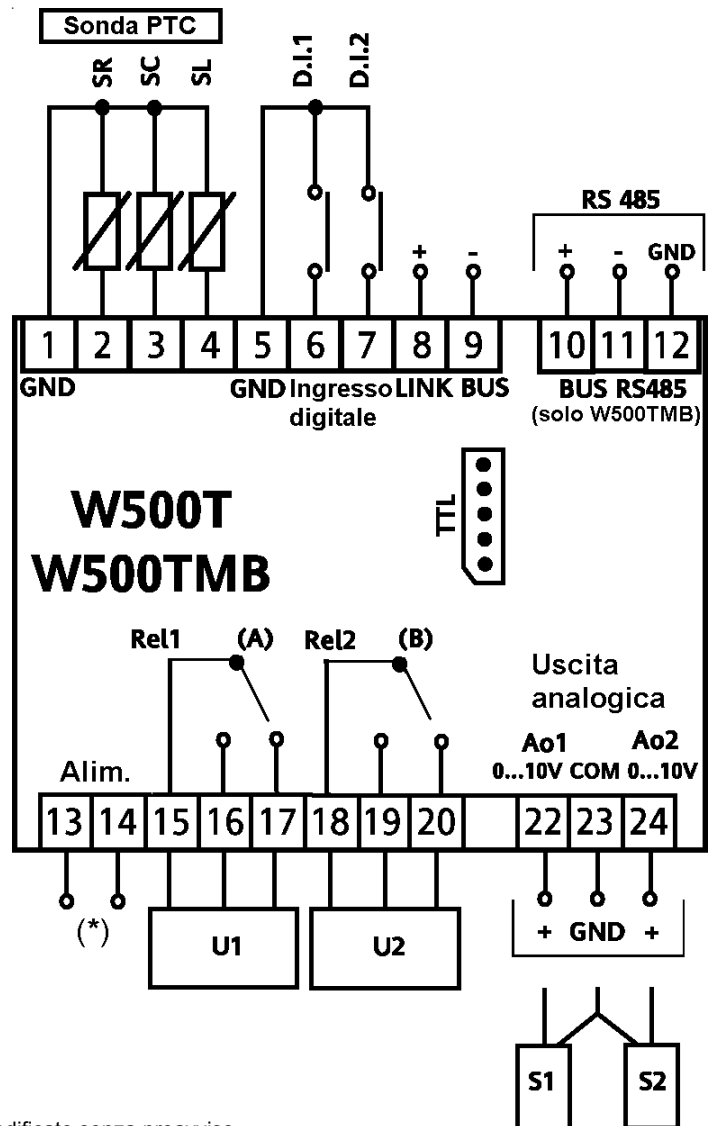 Sonda PTC
SR SC SL D.I.1 D.I.2
RS 485
+ - + - GND
1 2 3 4 5 6 7 8 9 10 11 12
GND GND Ingresso digitale LINK BUS BUS RS485
(solo W500TMB)
TTL
W500T
W500TMB
Rel1 (A) Rel2 (B)
Uscita
analogica
Alim. Ao1 Ao2
0...10V COM 0...10V
13 14 15 16 17 18 19 20 22 23 24
(*)
U1 U2 + GND +
S1 S2
senza